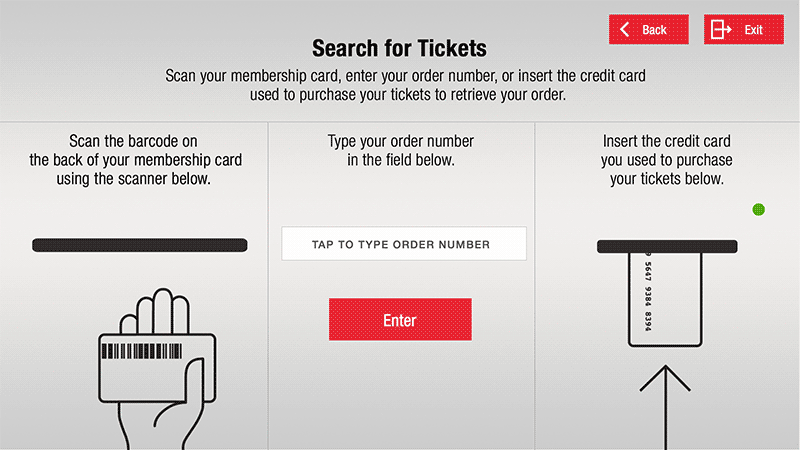 Back
Exit
Search for Tickets
Scan your membership card, enter your order number, or insert the credit card
used to purchase your tickets to retrieve your order.
Scan the barcode on
the back of your membership card
using the scanner below.
Type your order number
in the field below.
TAP TO TYPE ORDER NUMBER
Enter
Insert the credit card
you used to purchase
your tickets below.
9 5647 9384 8394